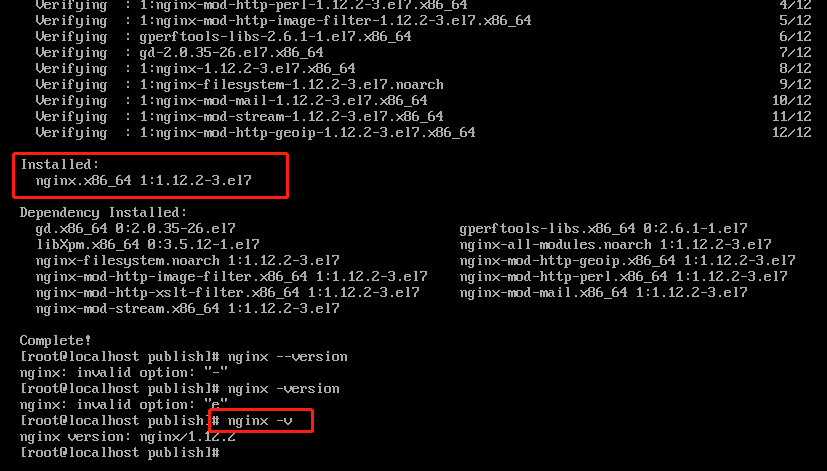 Verifying : 1:nginx-mod-http-perl-1.12.2-3.el7.x86_64 4/12
Verifying : 1:nginx-mod-http-image-filter-1.12.2-3.el7.x86_64 5/12
Verifying : gperftools-libs-2.6.1-1.el7.x86_64 6/12
Verifying : gd-2.0.35-26.el7.x86_64 7/12
Verifying : 1:nginx-1.12.2-3.el7.x86_64 8/12
Verifying : 1:nginx-filesystem-1.12.2-3.el7.noarch 9/12
Verifying : 1:nginx-mod-mail-1.12.2-3.el7.x86_64 10/12
Verifying : 1:nginx-mod-stream-1.12.2-3.el7.x86_64 11/12
Verifying : 1:nginx-mod-http-geoip-1.12.2-3.el7.x86_64 12/12
Installed:
nginx.x86_64 1:1.12.2-3.el7
Dependency Installed:
gd.x86_64 0:2.0.35-26.el7 gperftools-libs.x86_64 0:2.6.1-1.el7
libXpm.x86_64 0:3.5.12-1.el7 nginx-all-modules.noarch 1:1.12.2-3.el7
nginx-filesystem.noarch 1:1.12.2-3.el7 nginx-mod-http-geoip.x86_64 1:1.12.2-3.el7
nginx-mod-http-image-filter.x86_64 1:1.12.2-3.el7 nginx-mod-http-perl.x86_64 1:1.12.2-3.el7
nginx-mod-http-xslt-filter.x86_64 1:1.12.2-3.el7 nginx-mod-mail.x86_64 1:1.12.2-3.el7
nginx-mod-stream.x86_64 1:1.12.2-3.el7
Complete!
[root@localhost publish]# nginx --version
nginx: invalid option: "-"
[root@localhost publish]# nginx -version
nginx: invalid option: "e"
[root@localhost publish]# nginx -v
nginx version: nginx/1.12.2
[root@localhost publish]#